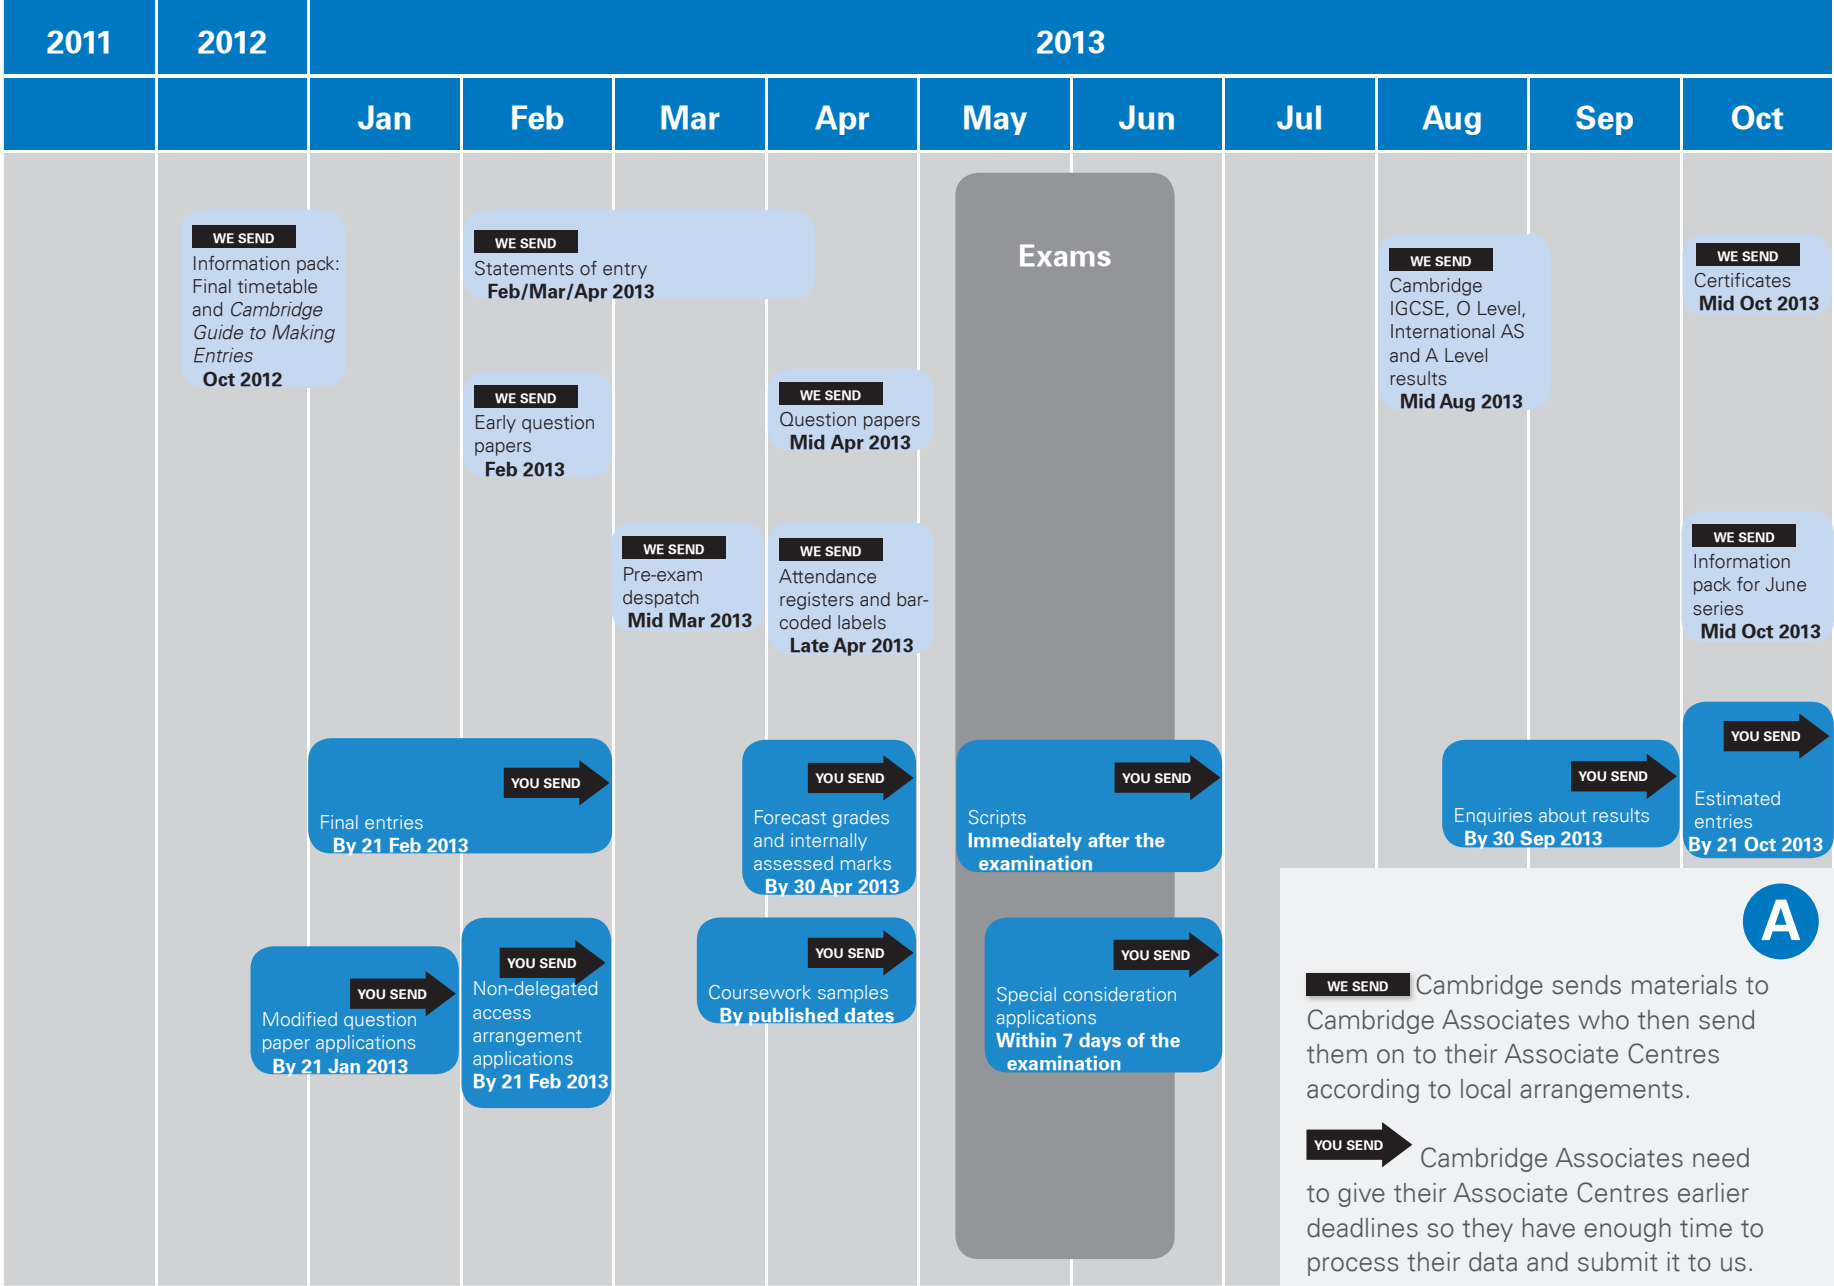 2011 2012 2013
Jan Feb Mar Apr May Jun Jul Aug Sep Oct
WE SEND
Information pack:
Final timetable
and Cambridge
Guide to Making
Entries
Oct 2012
WE SEND
Statements of entry
Feb/Mar/Apr 2013
Exams
WE SEND
Cambridge
IGCSE, O Level,
International AS
and A Level
results
Mid Aug 2013
WE SEND
Certificates
Mid Oct 2013
WE SEND
Early question
papers
Feb 2013
WE SEND
Question papers
Mid Apr 2013
WE SEND
Pre-exam
despatch
Mid Mar 2013
WE SEND
Attendance
registers and bar-
coded labels
Late Apr 2013
WE SEND
Information
pack for June
series
Mid Oct 2013
YOU SEND
Final entries
By 21 Feb 2013
YOU SEND
Forecast grades
and internally
assessed marks
By 30 Apr 2013
YOU SEND
Scripts
Immediately after the
examination
YOU SEND
Enquiries about results
By 30 Sep 2013
YOU SEND
Estimated
entries
By 21 Oct 2013
YOU SEND
Modified question
paper applications
By 21 Jan 2013
YOU SEND
Non-delegated
access
arrangement
applications
By 21 Feb 2013
YOU SEND
Coursework samples
By published dates
YOU SEND
Special consideration
applications
Within 7 days of the
examination
A
WE SEND Cambridge sends materials to
Cambridge Associates who then send
them on to their Associate Centres
according to local arrangements.
YOU SEND Cambridge Associates need
to give their Associate Centres earlier
deadlines so they have enough time to
process their data and submit it to us.